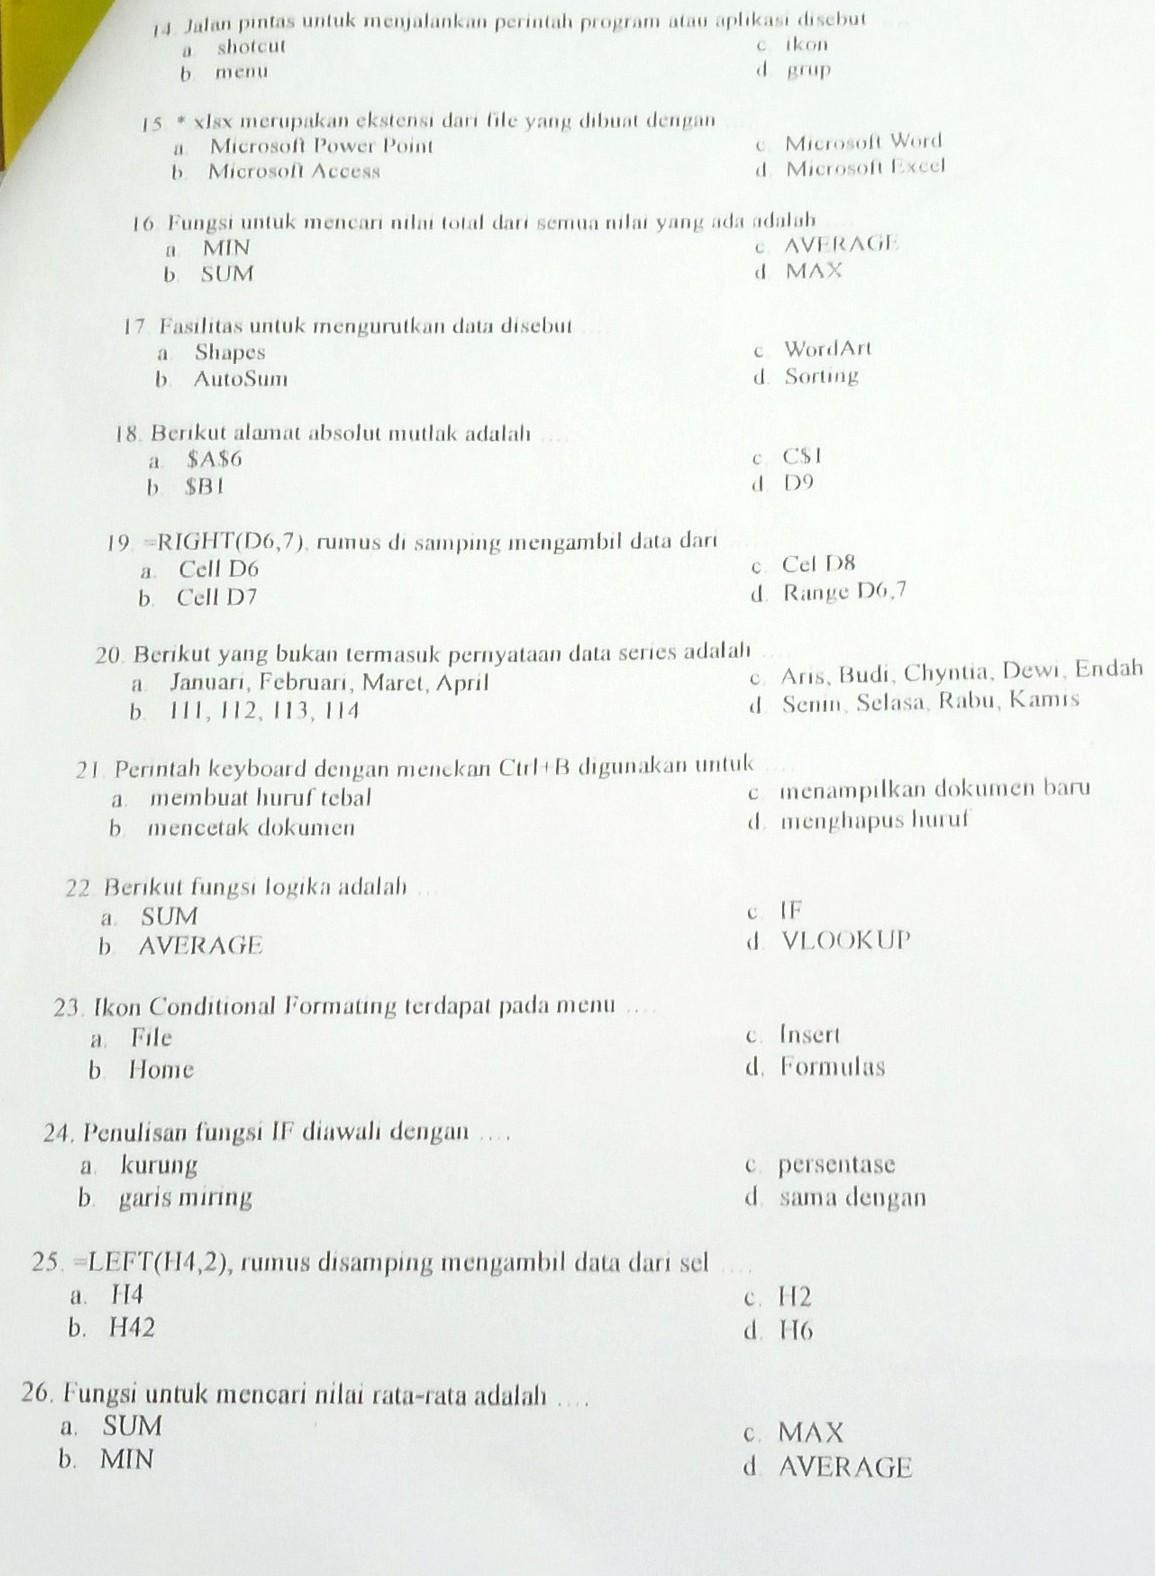 14. Jalan pintas untuk menjalankan perintah program atau aplikasi disebut ....
a. shotcut
c. ikon
b. menu
d. grup
15. *.xlsx merupakan ekstensi dari file yang dibuat dengan ....
a. Microsoft Power Point
c. Microsoft Word
b. Microsoft Access
d. Microsoft Excel
16. Fungsi untuk mencari nilai total dari semua nilai yang ada adalah ....
a. MIN
c. AVERAGE
b. SUM
d. MAX
17. Fasilitas untuk mengurutkan data disebut ....
a. Shapes
c. WordArt
b. AutoSum
d. Sorting
18. Berikut alamat absolut mutlak adalah ....
a. $A$6
c. C$1
b. $B1
d. D9
19. =RIGHT(D6,7), rumus di samping mengambil data dari ....
a. Cell D6
c. Cel D8
b. Cell D7
d. Range D6,7
20. Berikut yang bukan termasuk pernyataan data series adalah ....
a. Januari, Februari, Maret, April
c. Aris, Budi, Chyntia, Dewi, Endah
b. 111, 112, 113, 114
d. Senin, Selasa, Rabu, Kamis
21. Perintah keyboard dengan menekan Ctrl+B digunakan untuk ....
a. membuat huruf tebal
c. menampilkan dokumen baru
b. mencetak dokumen
d. menghapus huruf
22. Berikut fungsi logika adalah ....
a. SUM
c. IF
b. AVERAGE
d. VLOOKUP
23. Ikon Conditional Formating terdapat pada menu ....
a. File
c. Insert
b. Home
d. Formulas
24. Penulisan fungsi IF diawali dengan ....
a. kurung
c. persentase
b. garis miring
d. sama dengan
25. =LEFT(H4,2), rumus disamping mengambil data dari sel ....
a. H4
c. H2
b. H42
d. H6
26. Fungsi untuk mencari nilai rata-rata adalah ....
a. SUM
c. MAX
b. MIN
d. AVERAGE